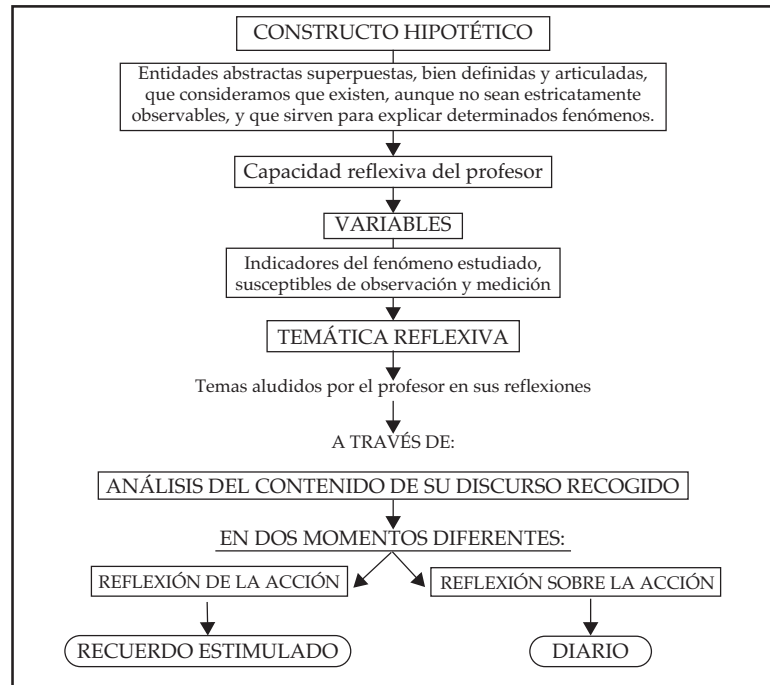 CONSTRUCTO HIPOTÉTICO
Entidades abstractas superpuestas, bien definidas y articuladas,
que consideramos que existen, aunque no sean estricatamente
observables, y que sirven para explicar determinados fenómenos.
Capacidad reflexiva del profesor
VARIABLES
Indicadores del fenómeno estudiado,
susceptibles de observación y medición
TEMÁTICA REFLEXIVA
Temas aludidos por el profesor en sus reflexiones
A TRAVÉS DE:
ANÁLISIS DEL CONTENIDO DE SU DISCURSO RECOGIDO
EN DOS MOMENTOS DIFERENTES:
REFLEXIÓN DE LA ACCIÓN
REFLEXIÓN SOBRE LA ACCIÓN
RECUERDO ESTIMULADO
DIARIO